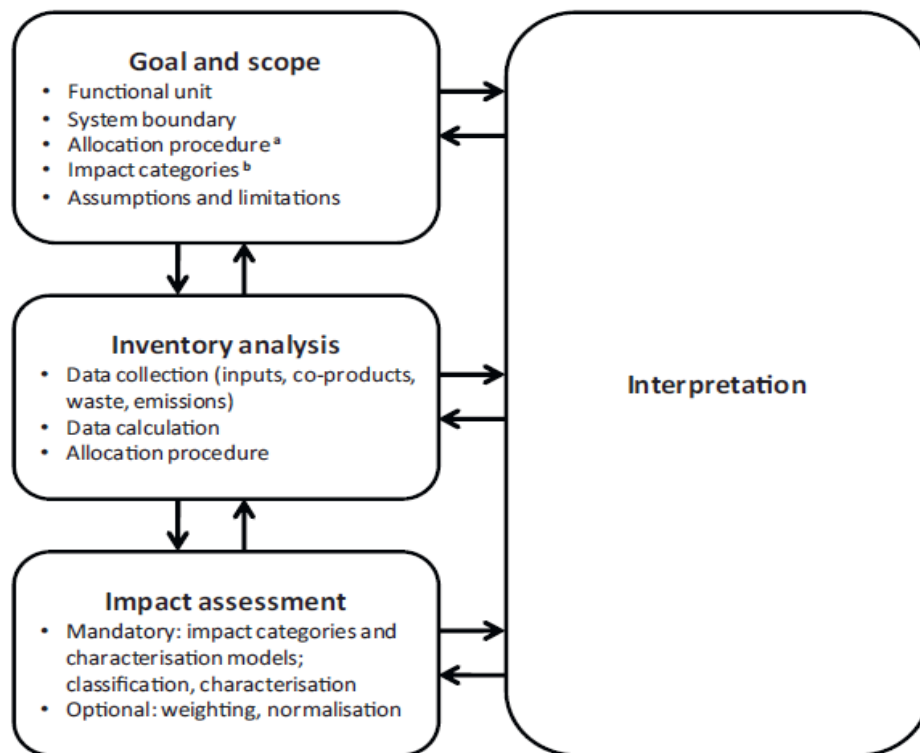 Goal and scope
• Functional unit
• System boundary
• Allocation procedure ᵃ
• Impact categories ᵇ
• Assumptions and limitations
Inventory analysis
• Data collection (inputs, co-products,
waste, emissions)
• Data calculation
• Allocation procedure
Impact assessment
• Mandatory: impact categories and
characterisation models;
classification, characterisation
• Optional: weighting, normalisation
Interpretation